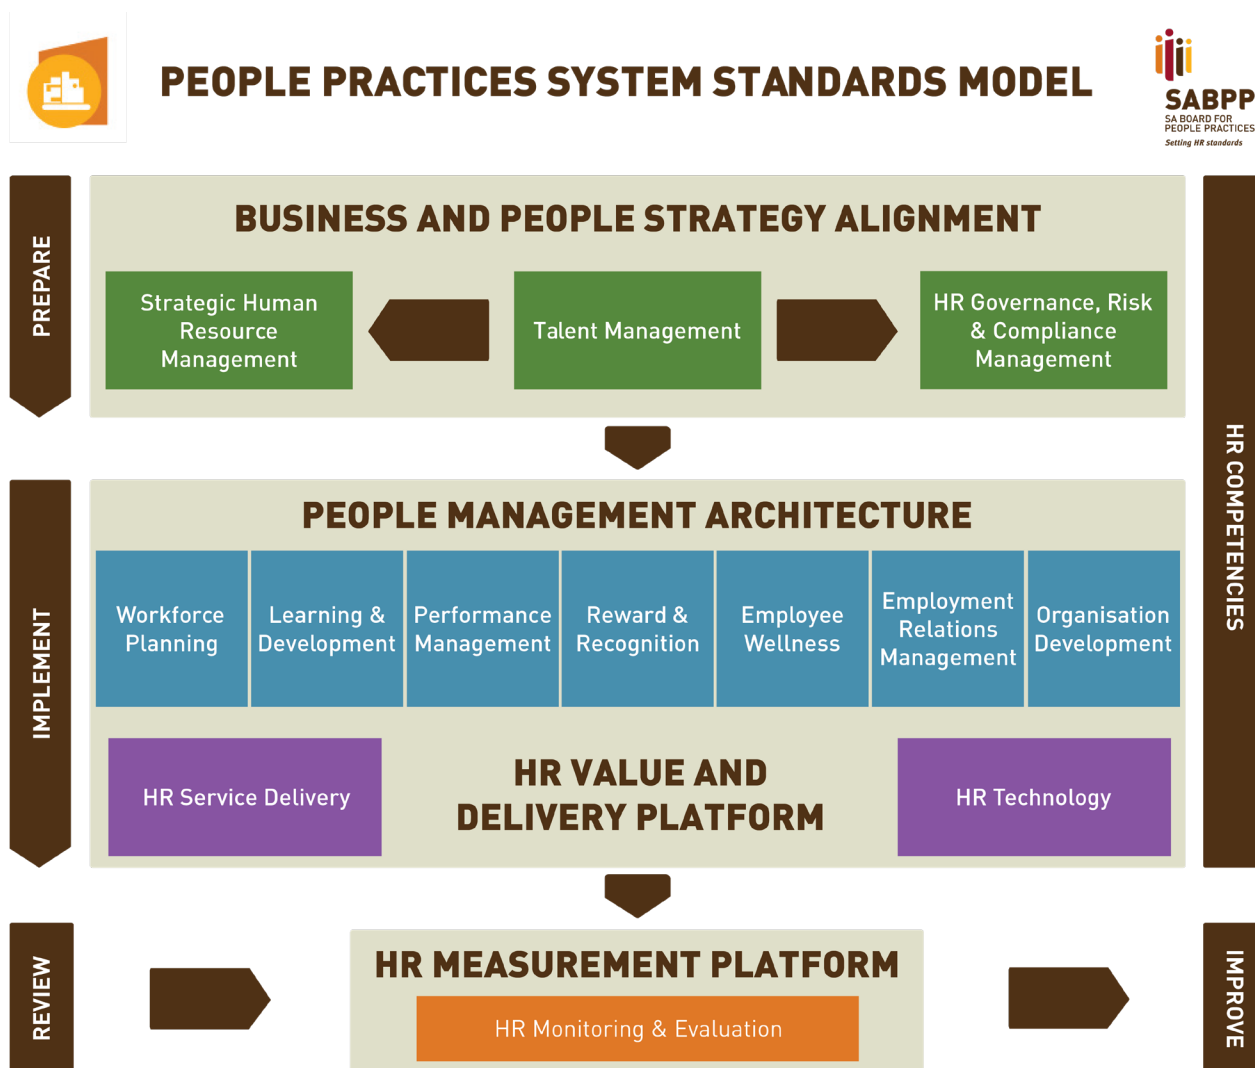 PEOPLE PRACTICES SYSTEM STANDARDS MODEL
SABPP
SA BOARD FOR
PEOPLE PRACTICES
Setting HR standards
PREPARE
BUSINESS AND PEOPLE STRATEGY ALIGNMENT
Strategic Human
Resource
Management
Talent Management
HR Governance, Risk
& Compliance
Management
HR COMPETENCIES
IMPLEMENT
PEOPLE MANAGEMENT ARCHITECTURE
Workforce
Planning
Learning &
Development
Performance
Management
Reward &
Recognition
Employee
Wellness
Employment
Relations
Management
Organisation
Development
HR Service Delivery
HR VALUE AND
DELIVERY PLATFORM
HR Technology
REVIEW
HR MEASUREMENT PLATFORM
HR Monitoring & Evaluation
IMPROVE